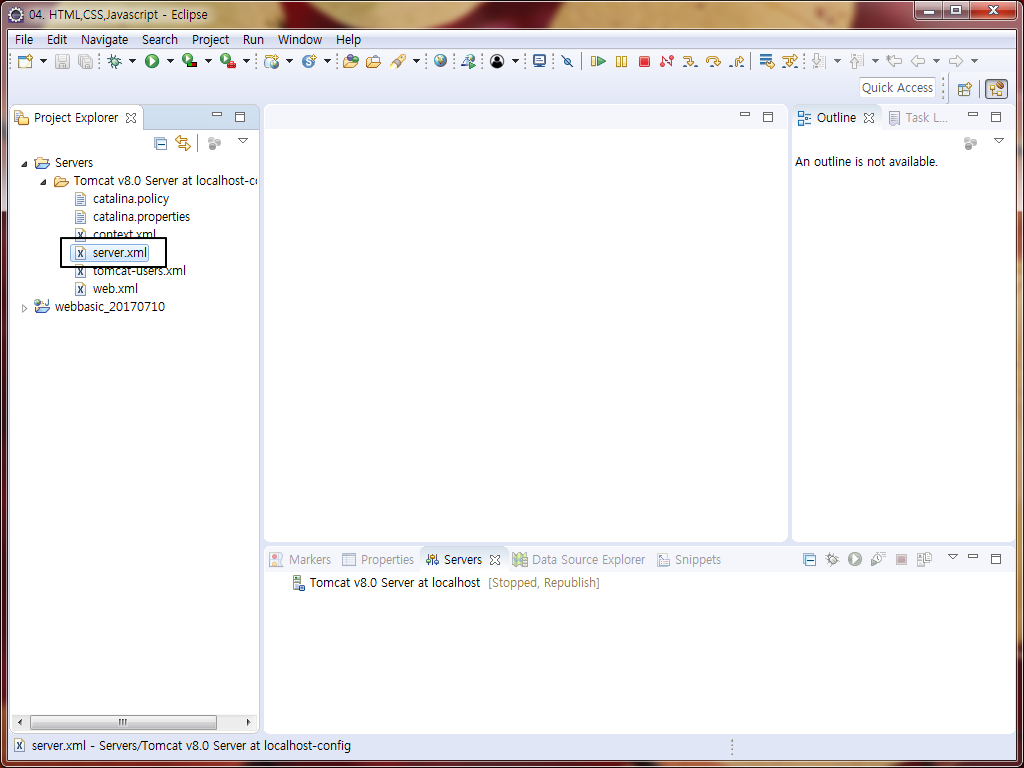 04. HTML,CSS,Javascript - Eclipse
File Edit Navigate Search Project Run Window Help
Quick Access
Project Explorer
Servers
Tomcat v8.0 Server at localhost-co
catalina.policy
catalina.properties
context.xml
server.xml
tomcat-users.xml
web.xml
webbasic_20170710
Outline Task L...
An outline is not available.
Markers Properties Servers Data Source Explorer Snippets
Tomcat v8.0 Server at localhost [Stopped, Republish]
server.xml - Servers/Tomcat v8.0 Server at localhost-config